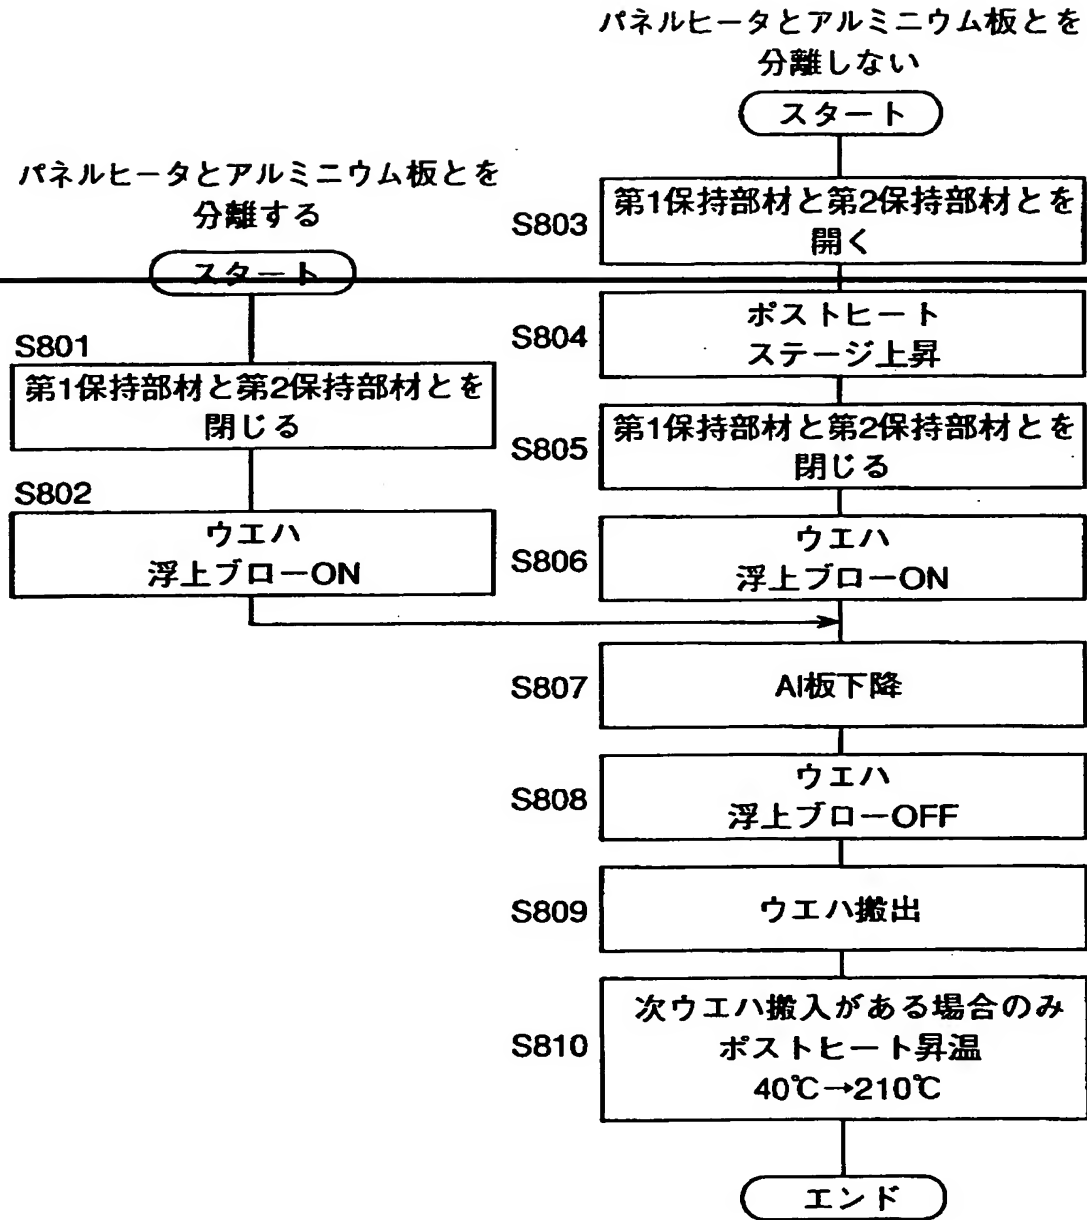 パネルヒータとアルミニウム板とを
分離しない
スタート
S803
第1保持部材と第2保持部材とを
開く
S804
ポストヒート
ステージ上昇
S805
第1保持部材と第2保持部材とを
閉じる
S806
ウエハ
浮上ブローON
パネルヒータとアルミニウム板とを
分離する
スタート
S801
第1保持部材と第2保持部材とを
閉じる
S802
ウエハ
浮上ブローON
S807
Al板下降
S808
ウエハ
浮上ブローOFF
S809
ウエハ搬出
S810
次ウエハ搬入がある場合のみ
ポストヒート昇温
40℃→210℃
エンド